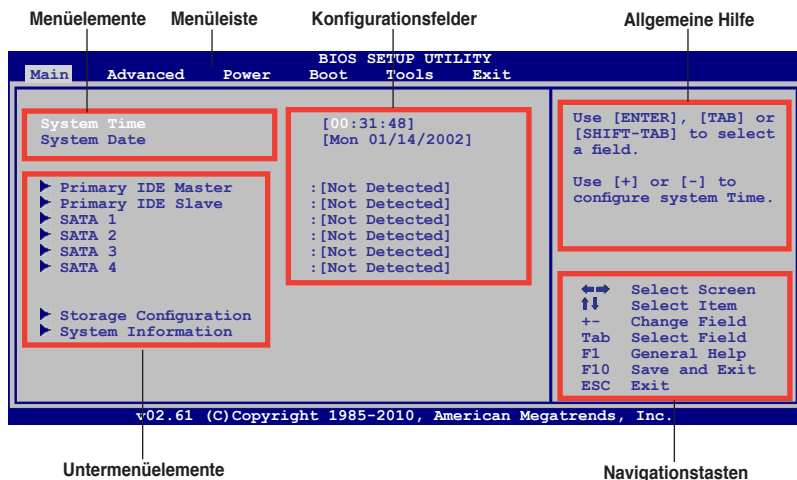 Menüelemente Menüleiste Konfigurationsfelder Allgemeine Hilfe
BIOS SETUP UTILITY
Main Advanced Power Boot Tools Exit
System Time [00:31:48]
System Date [Mon 01/14/2002]
Primary IDE Master :[Not Detected]
Primary IDE Slave :[Not Detected]
SATA 1 :[Not Detected]
SATA 2 :[Not Detected]
SATA 3 :[Not Detected]
SATA 4 :[Not Detected]
Storage Configuration
System Information
Use [ENTER], [TAB] or
[SHIFT-TAB] to select
a field.
Use [+] or [-] to
configure system Time.
Select Screen
Select Item
+- Change Field
Tab Select Field
F1 General Help
F10 Save and Exit
ESC Exit
v02.61 (C)Copyright 1985-2010, American Megatrends, Inc.
Untermenüelemente Navigationstasten